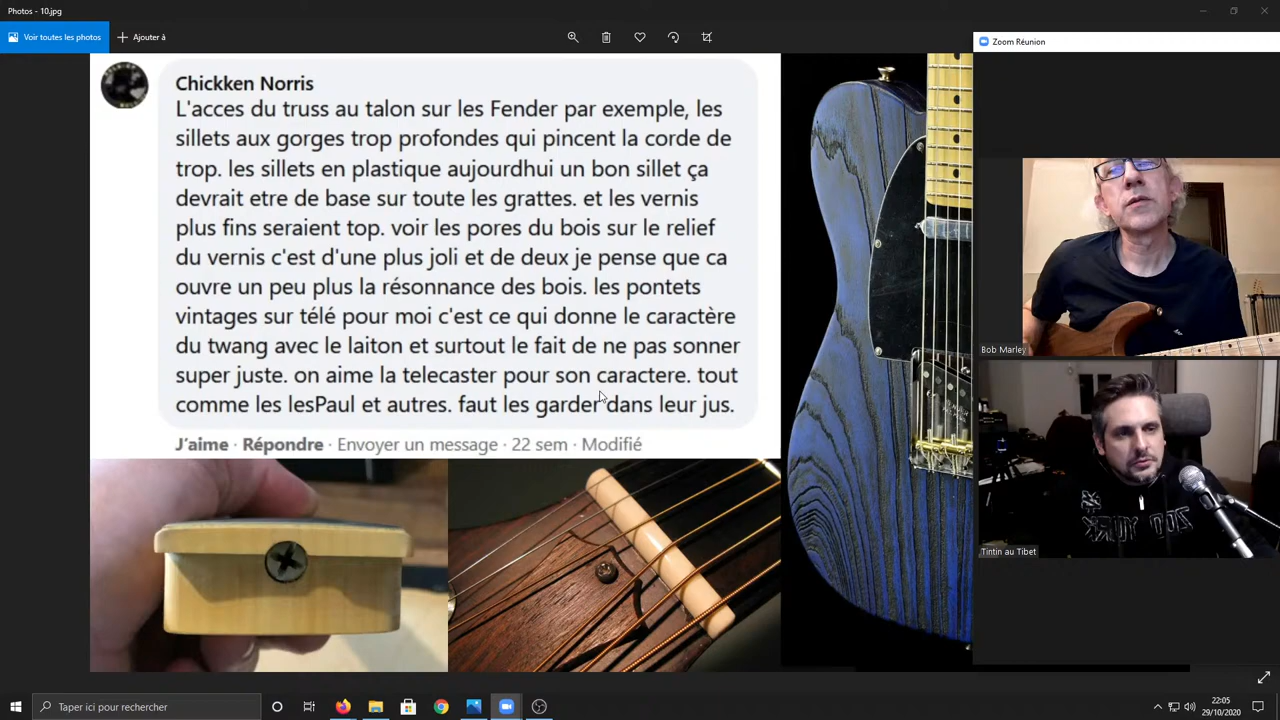 Photos - 10.jpg
Voir toutes les photos
Ajouter à
Zoom Réunion
Chickken Norris
L'acces du truss au talon sur les Fender par exemple, les
sillets aux gorges trop profondes qui pincent la corde de
trop. les sillets en plastique aujourdhui un bon sillet ça
devrait etre de base sur toute les grattes. et les vernis
plus fins seraient top. voir les pores du bois sur le relief
du vernis c'est d'une plus joli et de deux je pense que ca
ouvre un peu plus la résonnance des bois. les pontets
vintages sur télé pour moi c'est ce qui donne le caractère
du twang avec le laiton et surtout le fait de ne pas sonner
super juste. on aime la telecaster pour son caractere. tout
comme les lesPaul et autres. faut les garder dans leur jus.
J'aime · Répondre · Envoyer un message · 22 sem · Modifié
Bob Marley
Tintin au Tibet
Taper ici pour rechercher
22:05
29/10/2020